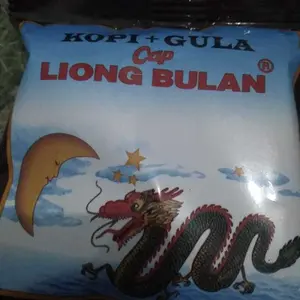 KOPI + GULA
Cap
LIONG BULAN ®